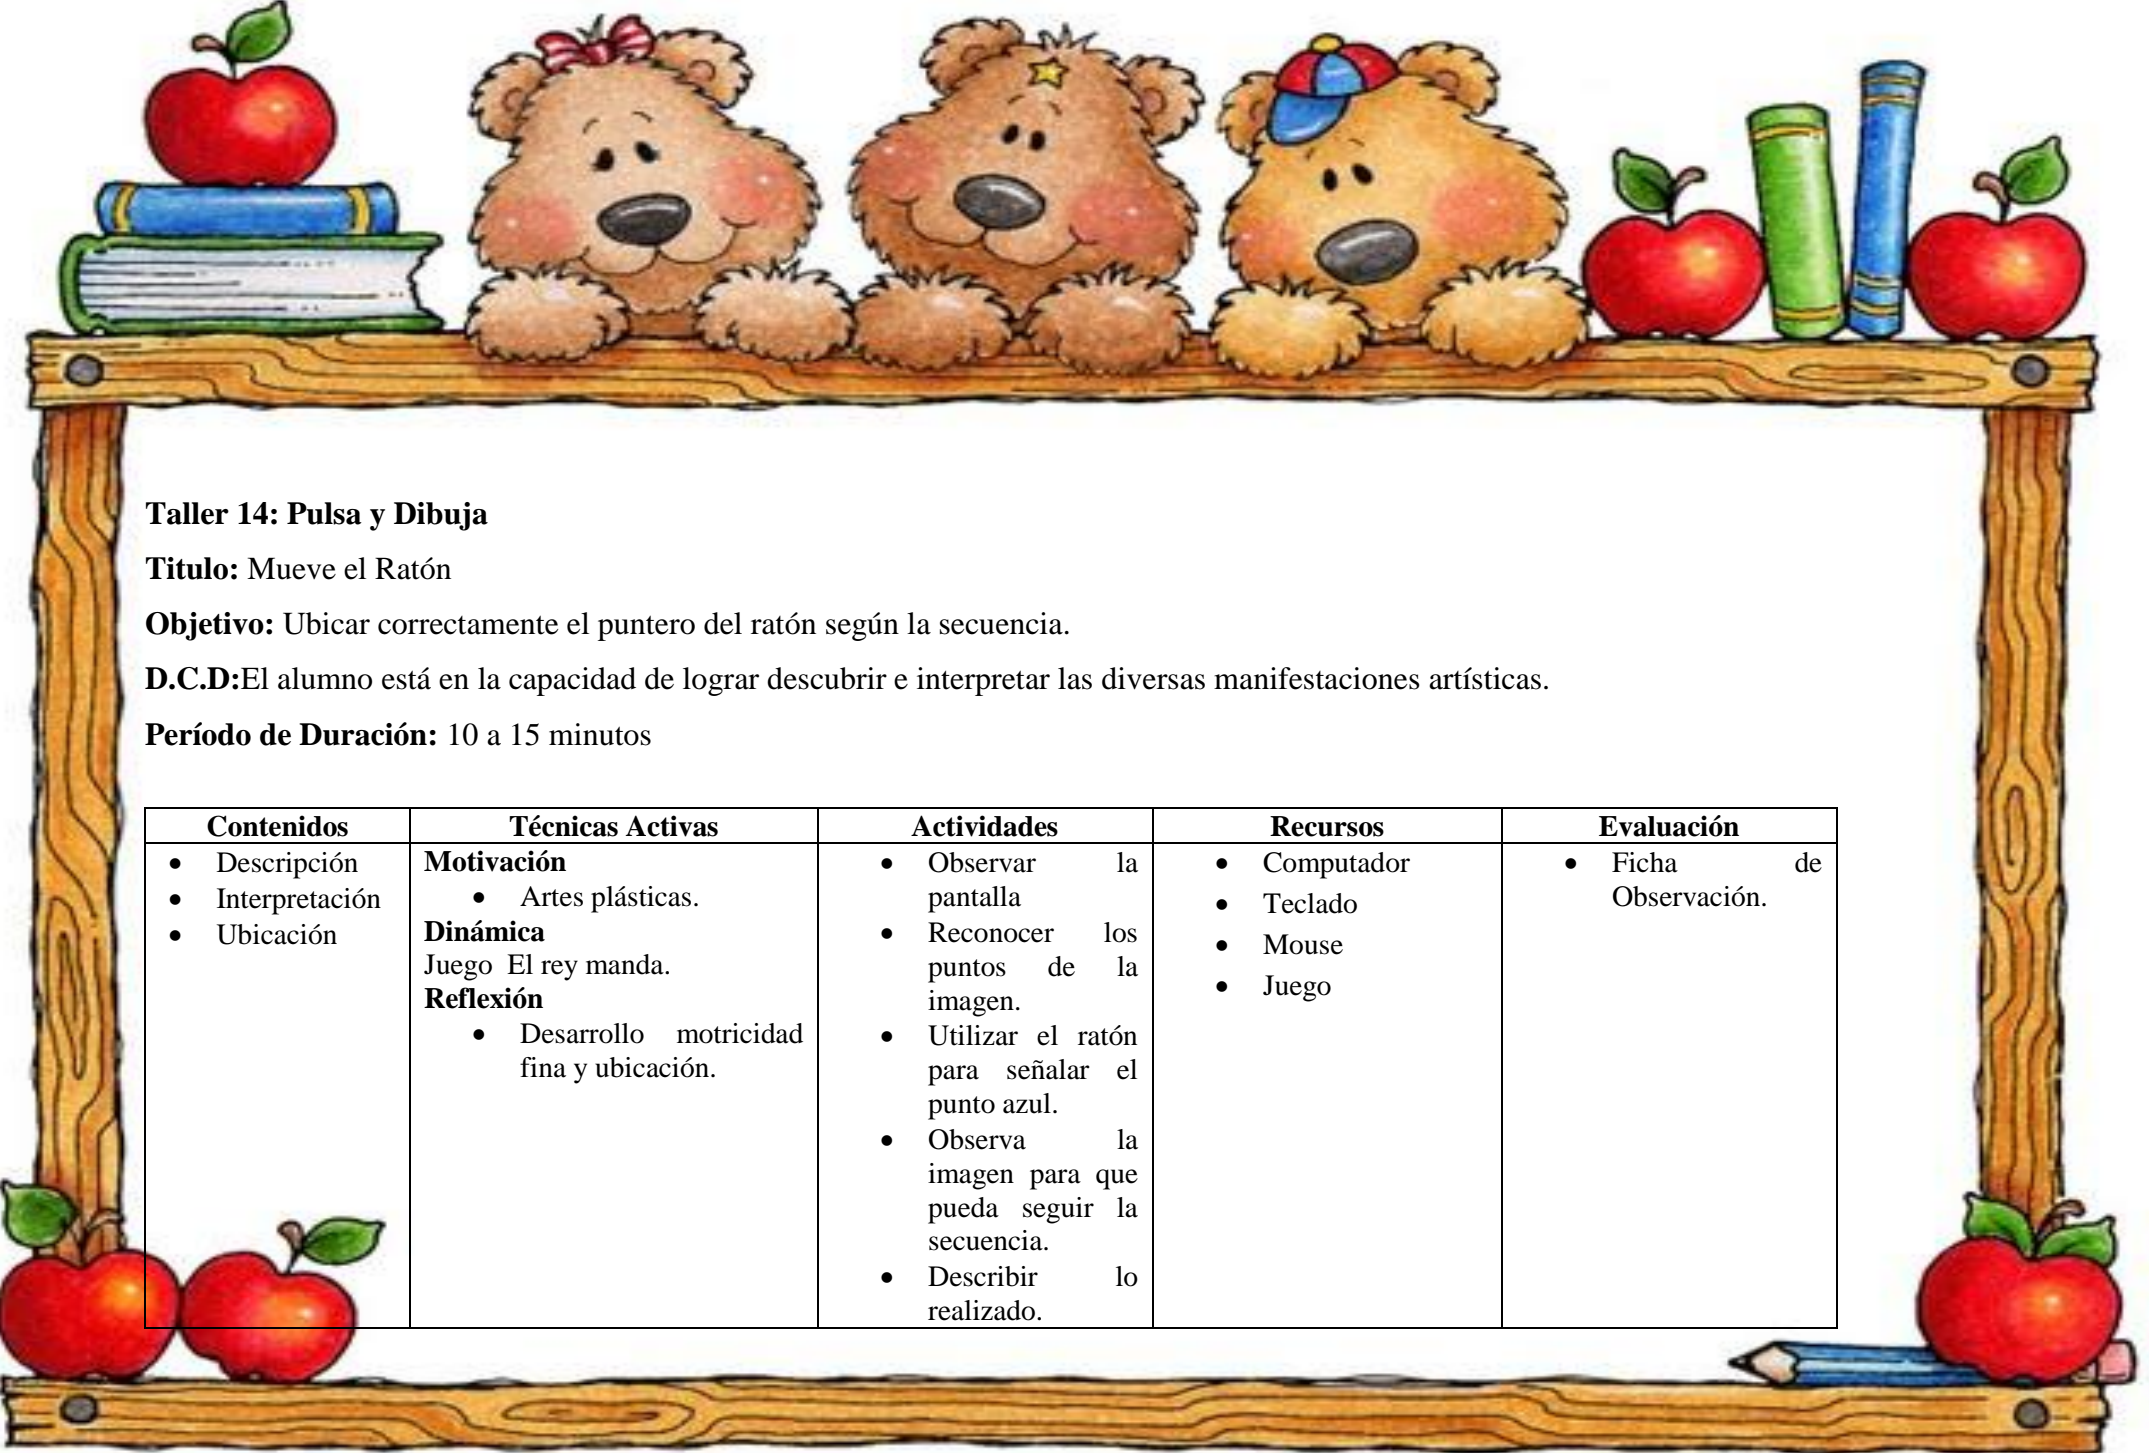 Taller 14: Pulsa y Dibuja
Titulo: Mueve el Ratón
Objetivo: Ubicar correctamente el puntero del ratón según la secuencia.
D.C.D:El alumno está en la capacidad de lograr descubrir e interpretar las diversas manifestaciones artísticas.
Período de Duración: 10 a 15 minutos
Contenidos
• Descripción
• Interpretación
• Ubicación
Técnicas Activas
Motivación
• Artes plásticas.
Dinámica
Juego El rey manda.
Reflexión
• Desarrollo motricidad
fina y ubicación.
Actividades
• Observar la
pantalla
• Reconocer los
puntos de la
imagen.
• Utilizar el ratón
para señalar el
punto azul.
• Observa la
imagen para que
pueda seguir la
secuencia.
• Describir lo
realizado.
Recursos
• Computador
• Teclado
• Mouse
• Juego
Evaluación
• Ficha de
Observación.